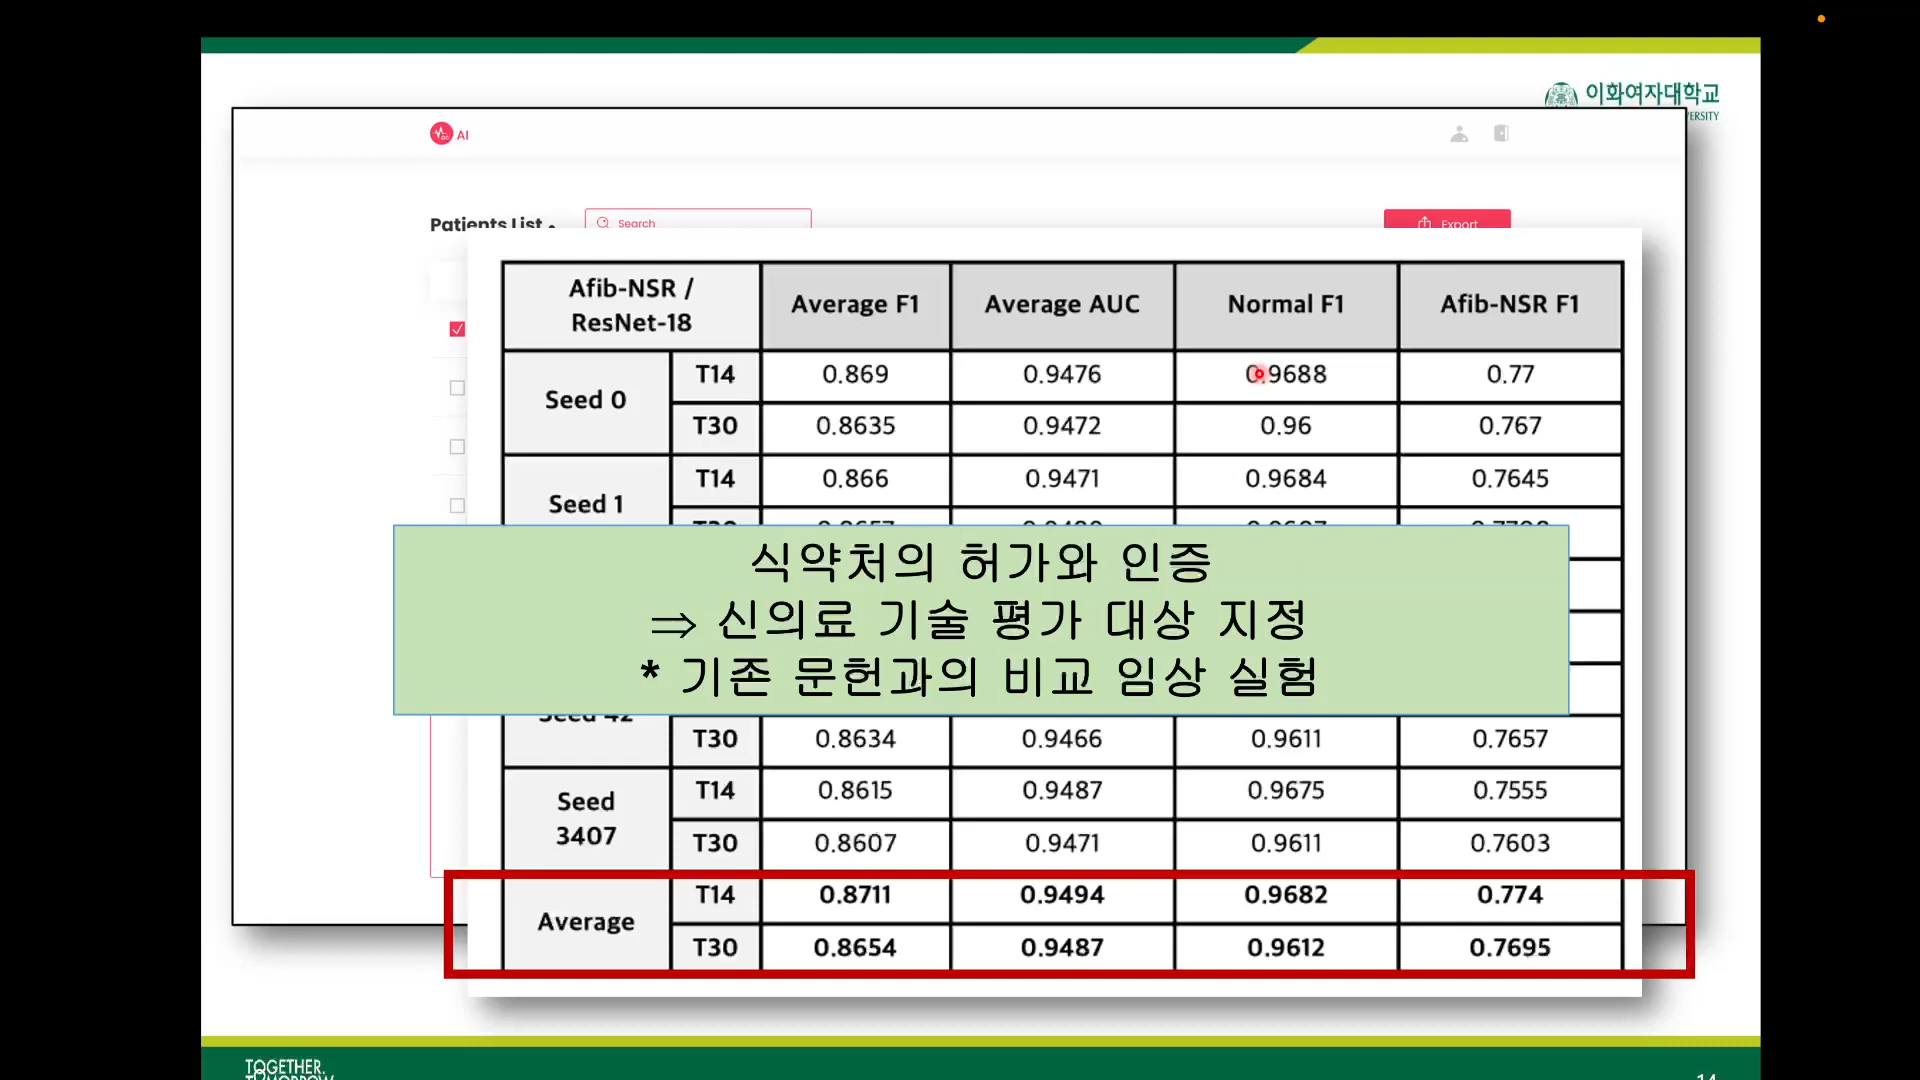 이화여자대학교
AI
Patients List
Search
Export
Afib-NSR / ResNet-18 Average F1 Average AUC Normal F1 Afib-NSR F1
Seed 0 T14 0.869 0.9476 0.9688 0.77
T30 0.8635 0.9472 0.96 0.767
Seed 1 T14 0.866 0.9471 0.9684 0.7645
식약처의 허가와 인증
⇒ 신의료 기술 평가 대상 지정
* 기존 문헌과의 비교 임상 실험
Seed 42
T30 0.8634 0.9466 0.9611 0.7657
Seed 3407 T14 0.8615 0.9487 0.9675 0.7555
T30 0.8607 0.9471 0.9611 0.7603
Average T14 0.8711 0.9494 0.9682 0.774
T30 0.8654 0.9487 0.9612 0.7695
TOGETHER.
TOMORROW
14